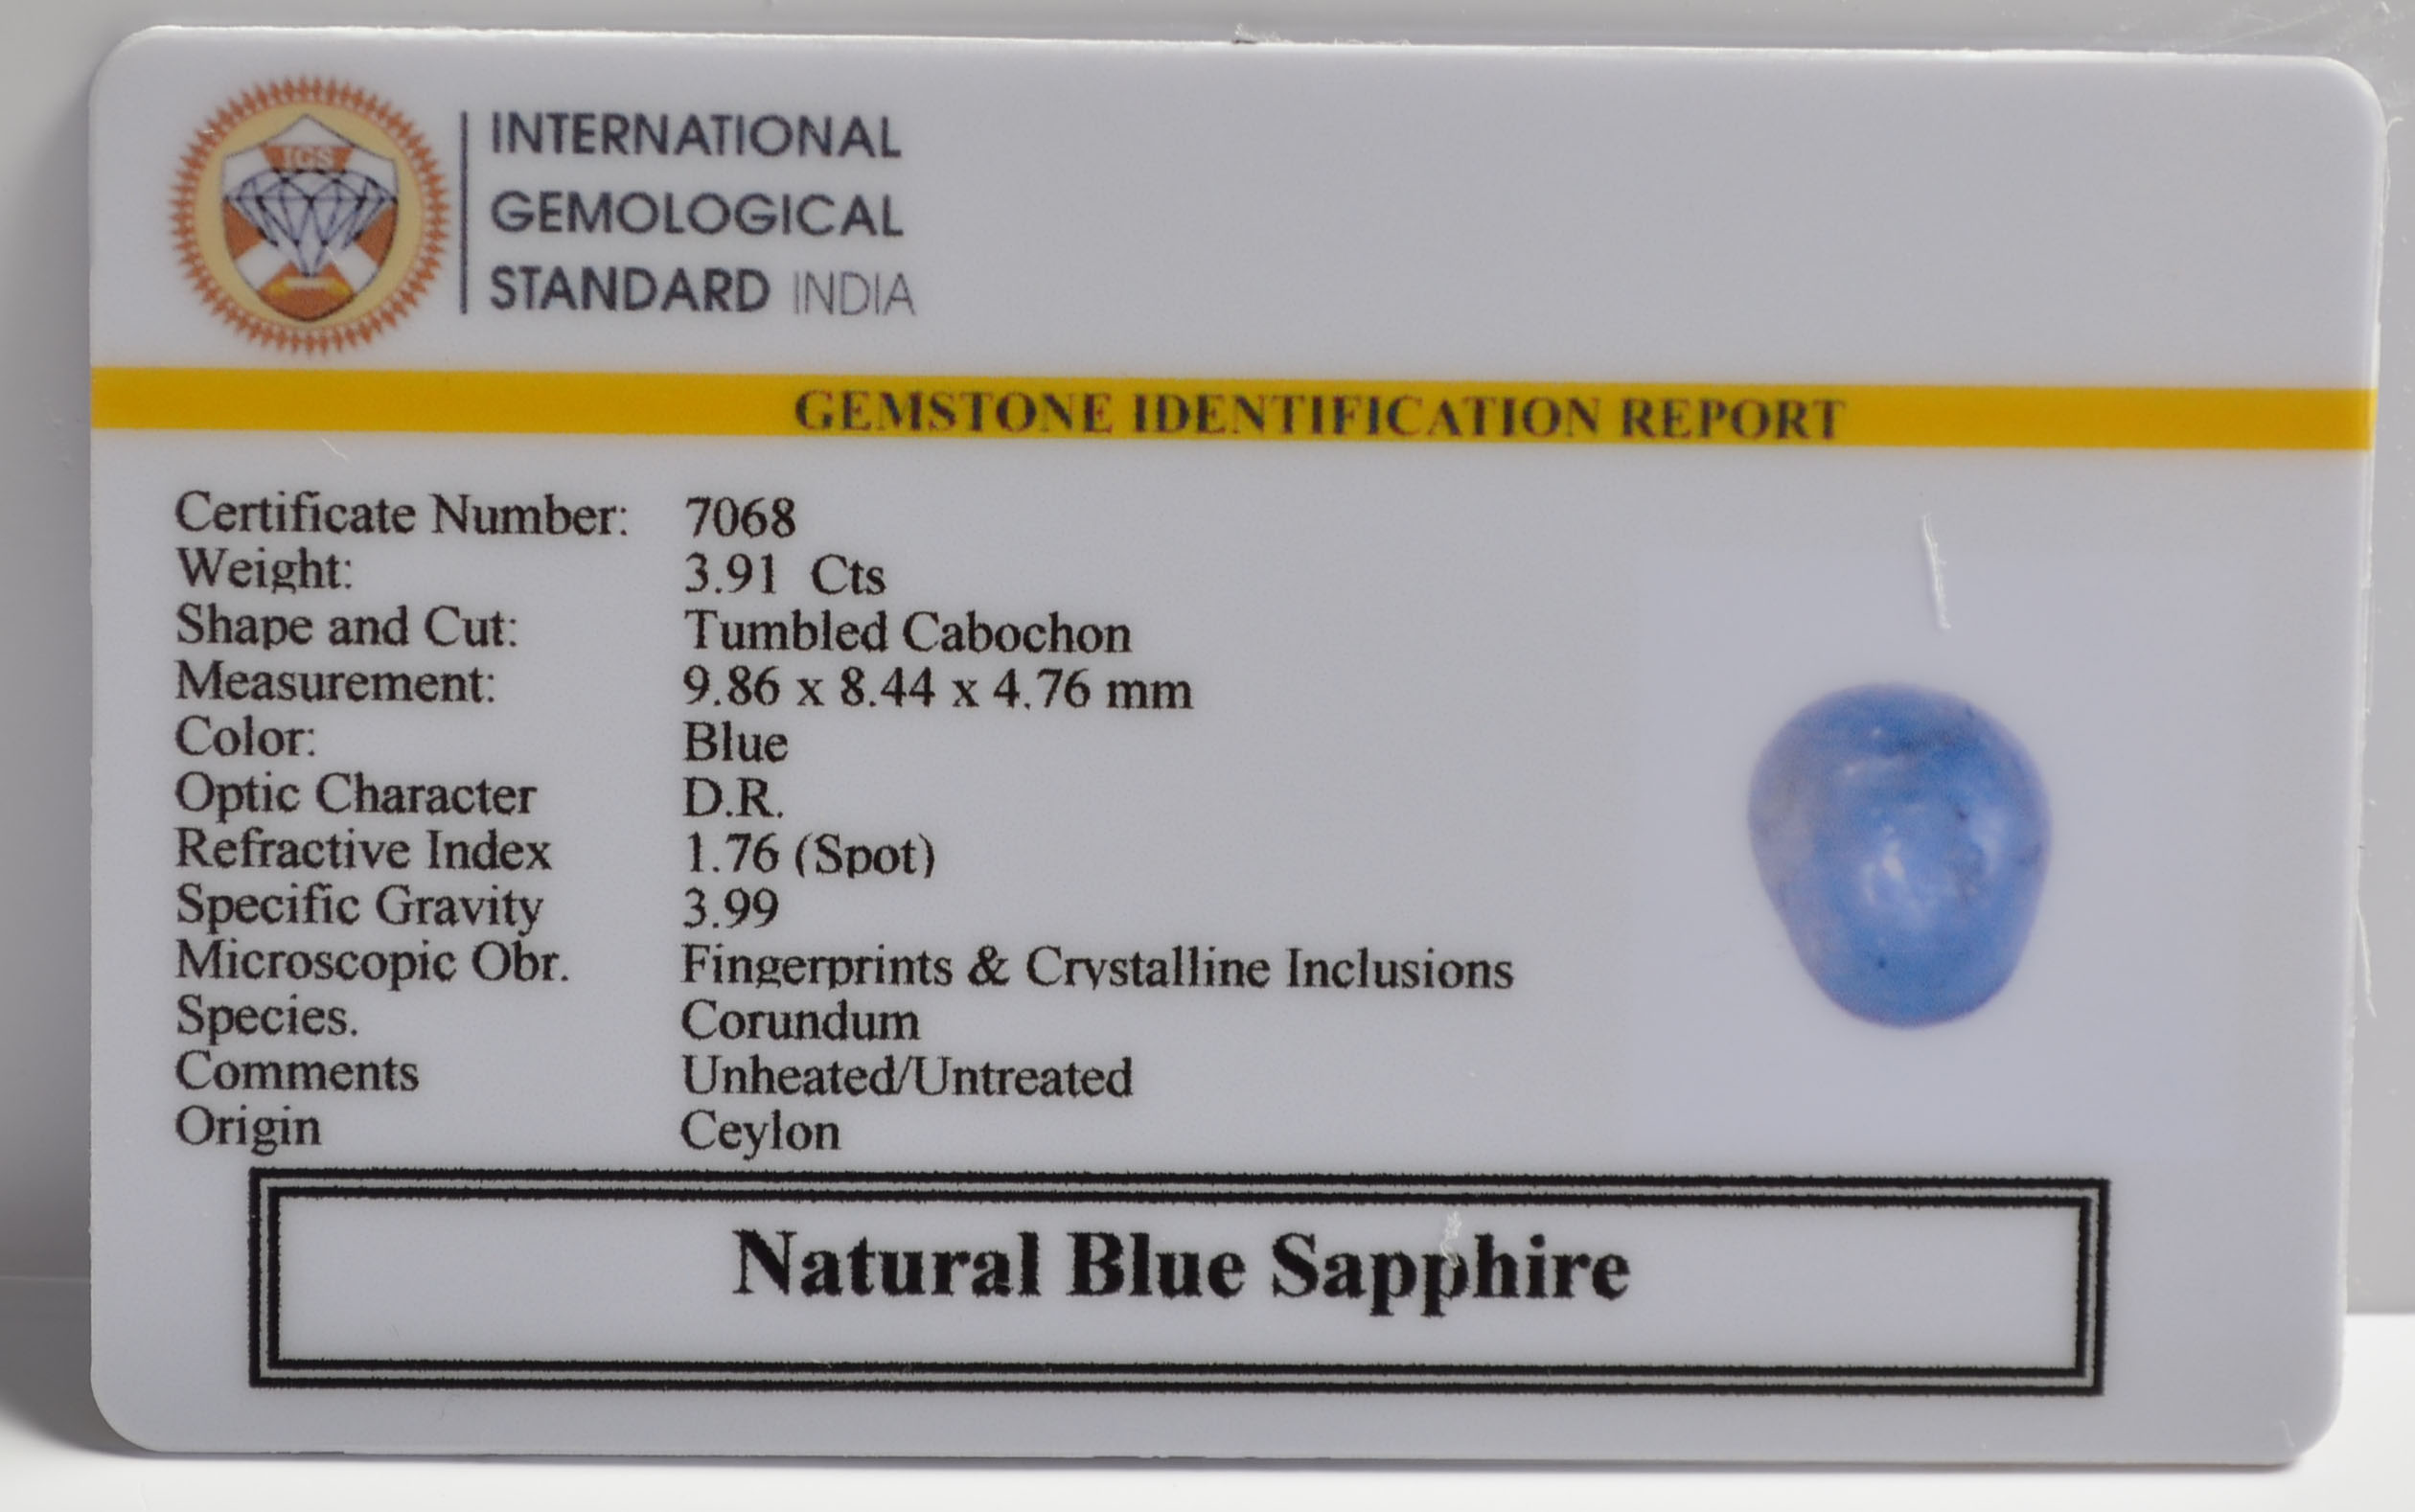 IGS
INTERNATIONAL
GEMOLOGICAL
STANDARD INDIA
GEMSTONE IDENTIFICATION REPORT
Certificate Number: 7068
Weight: 3.91 Cts
Shape and Cut: Tumbled Cabochon
Measurement: 9.86 x 8.44 x 4.76 mm
Color: Blue
Optic Character D.R.
Refractive Index 1.76 (Spot)
Specific Gravity 3.99
Microscopic Obr. Fingerprints & Crystalline Inclusions
Species. Corundum
Comments Unheated/Untreated
Origin Ceylon
Natural Blue Sapphire